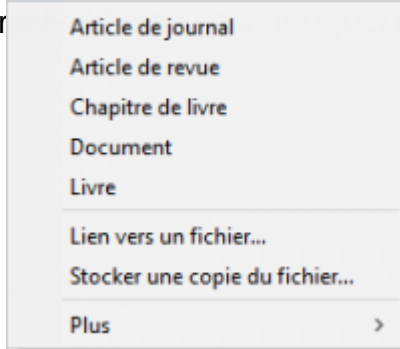 Article de journal
Article de revue
Chapitre de livre
Document
Livre
Lien vers un fichier...
Stocker une copie du fichier...
Plus